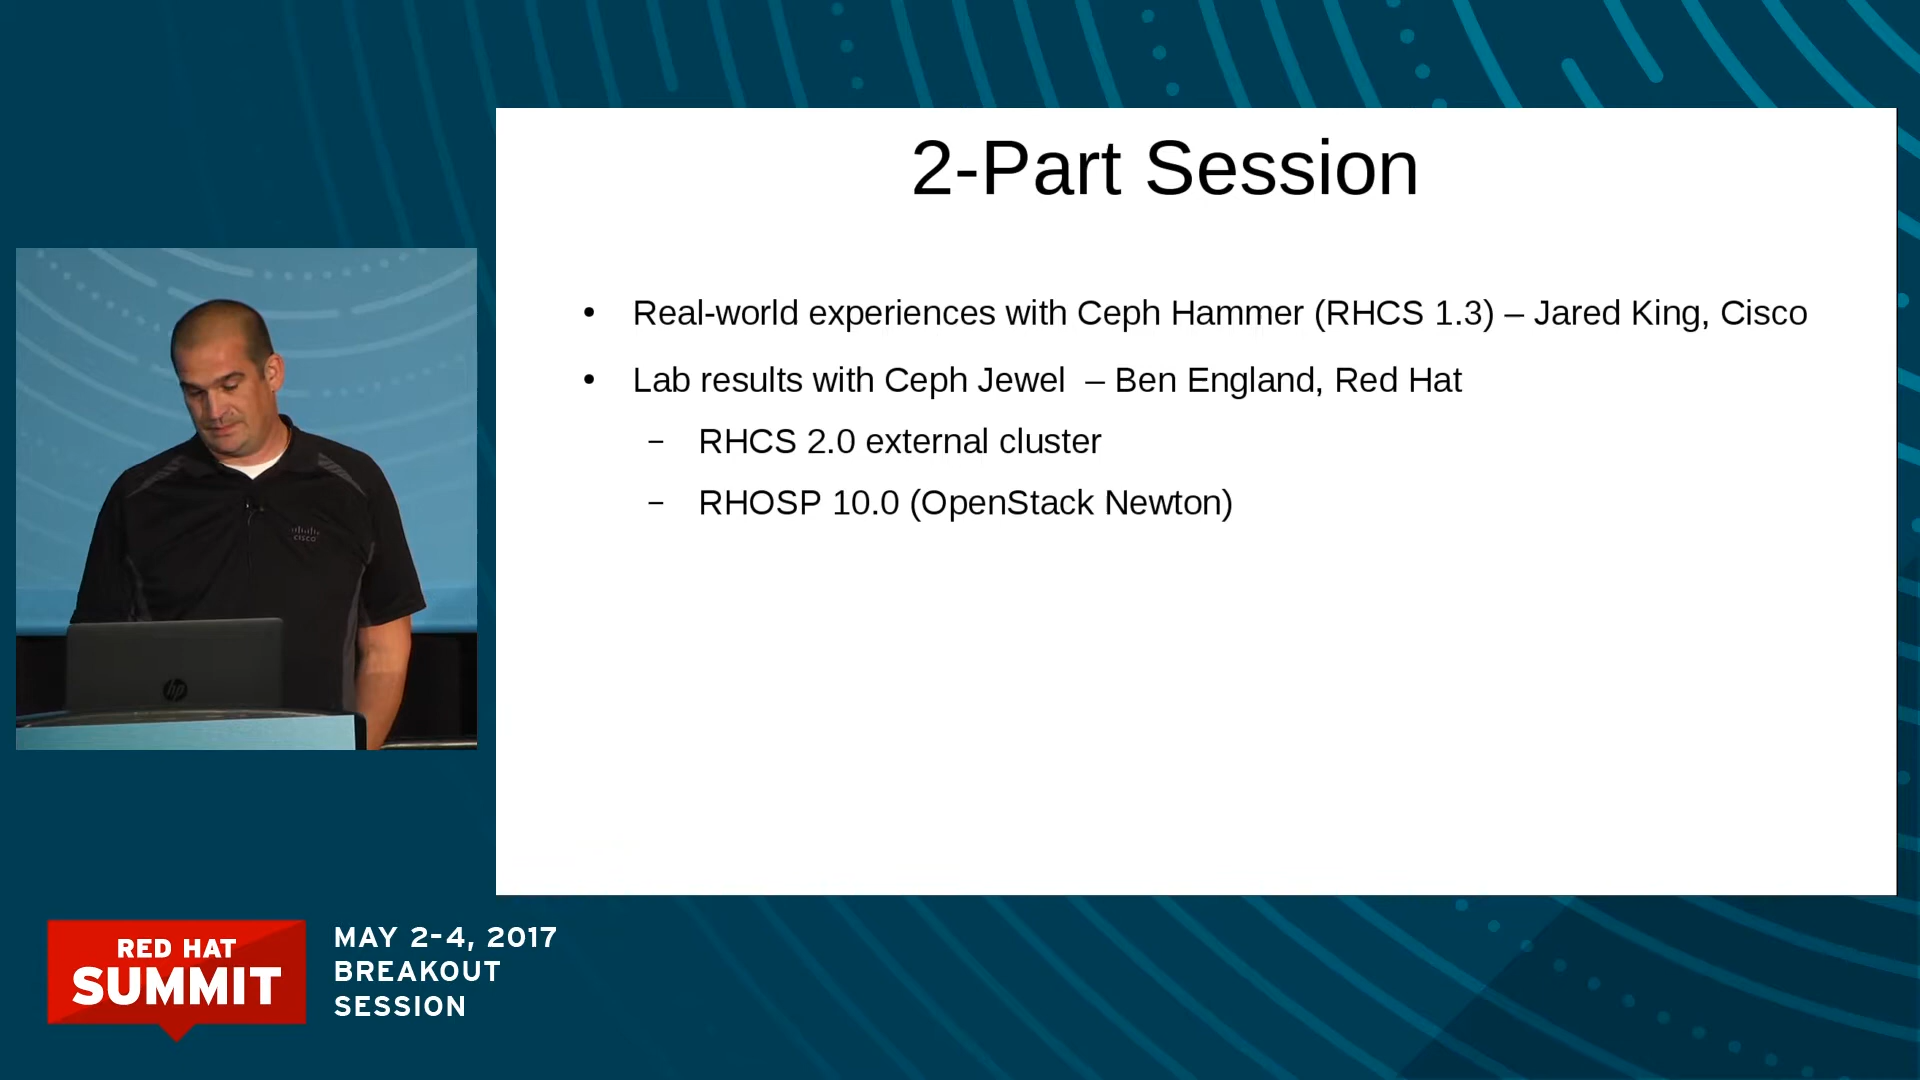 2-Part Session
• Real-world experiences with Ceph Hammer (RHCS 1.3) – Jared King, Cisco
• Lab results with Ceph Jewel – Ben England, Red Hat
– RHCS 2.0 external cluster
– RHOSP 10.0 (OpenStack Newton)
cisco
hp
RED HAT
SUMMIT
MAY 2-4, 2017
BREAKOUT
SESSION